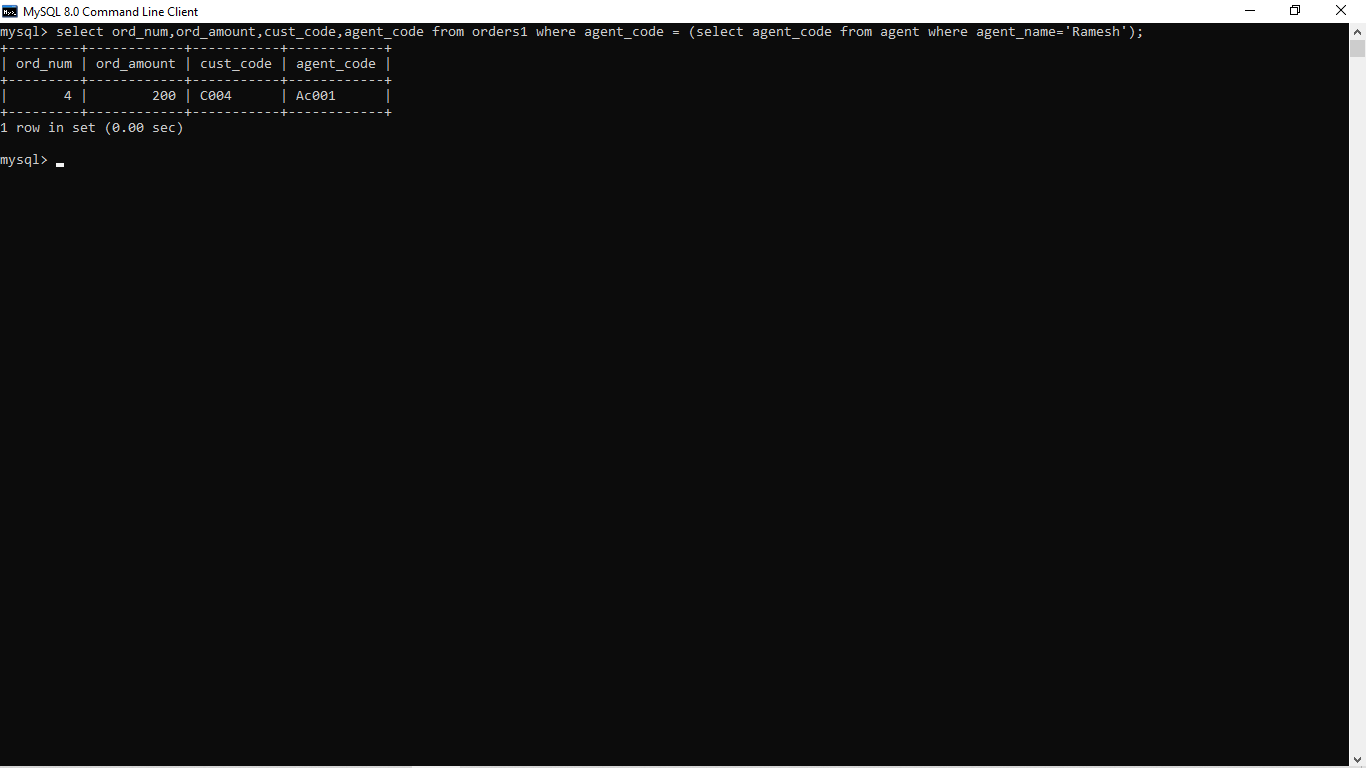 MySQL 8.0 Command Line Client
mysql> select ord_num,ord_amount,cust_code,agent_code from orders1 where agent_code = (select agent_code from agent where agent_name='Ramesh');
+---------+------------+-----------+------------+
| ord_num | ord_amount | cust_code | agent_code |
+---------+------------+-----------+------------+
|       4 |        200 | C004      | Ac001      |
+---------+------------+-----------+------------+
1 row in set (0.00 sec)
mysql>